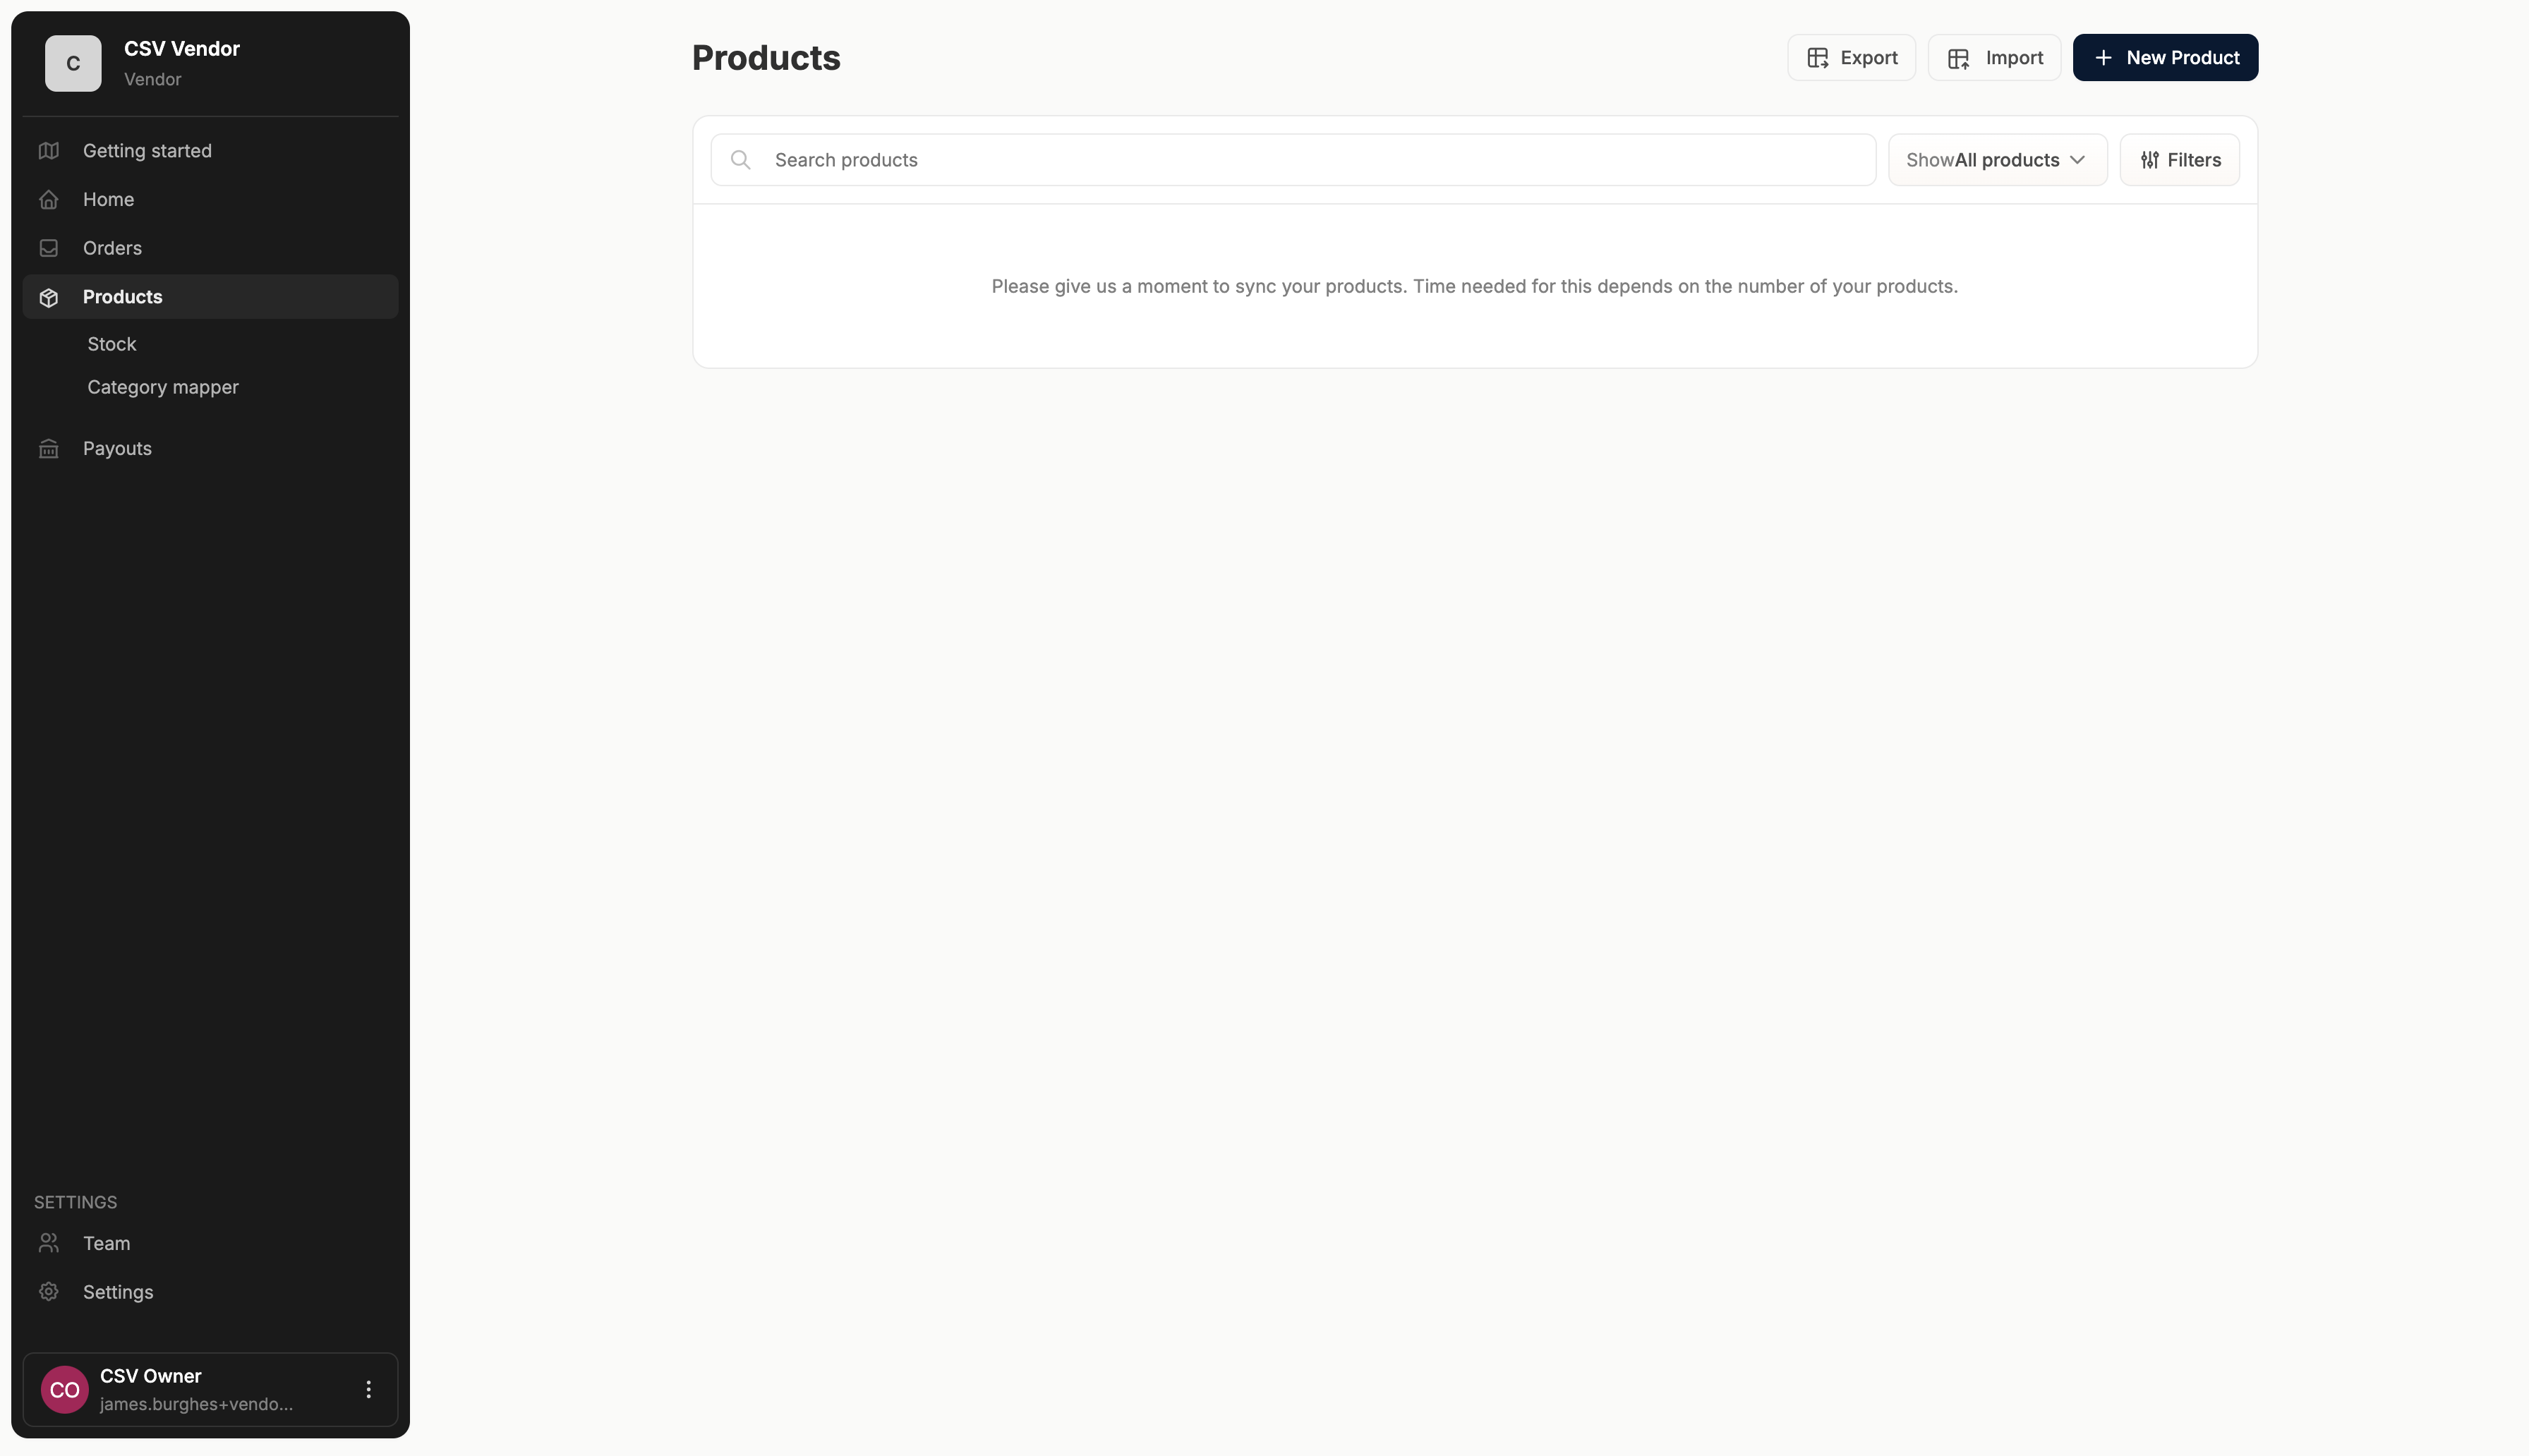 C
CSV Vendor
Vendor
Getting started
Home
Orders
Products
Stock
Category mapper
Payouts
SETTINGS
Team
Settings
CO
CSV Owner
james.burghes+vendo...
Products
Export
Import
New Product
Search products
ShowAll products
Filters
Please give us a moment to sync your products. Time needed for this depends on the number of your products.